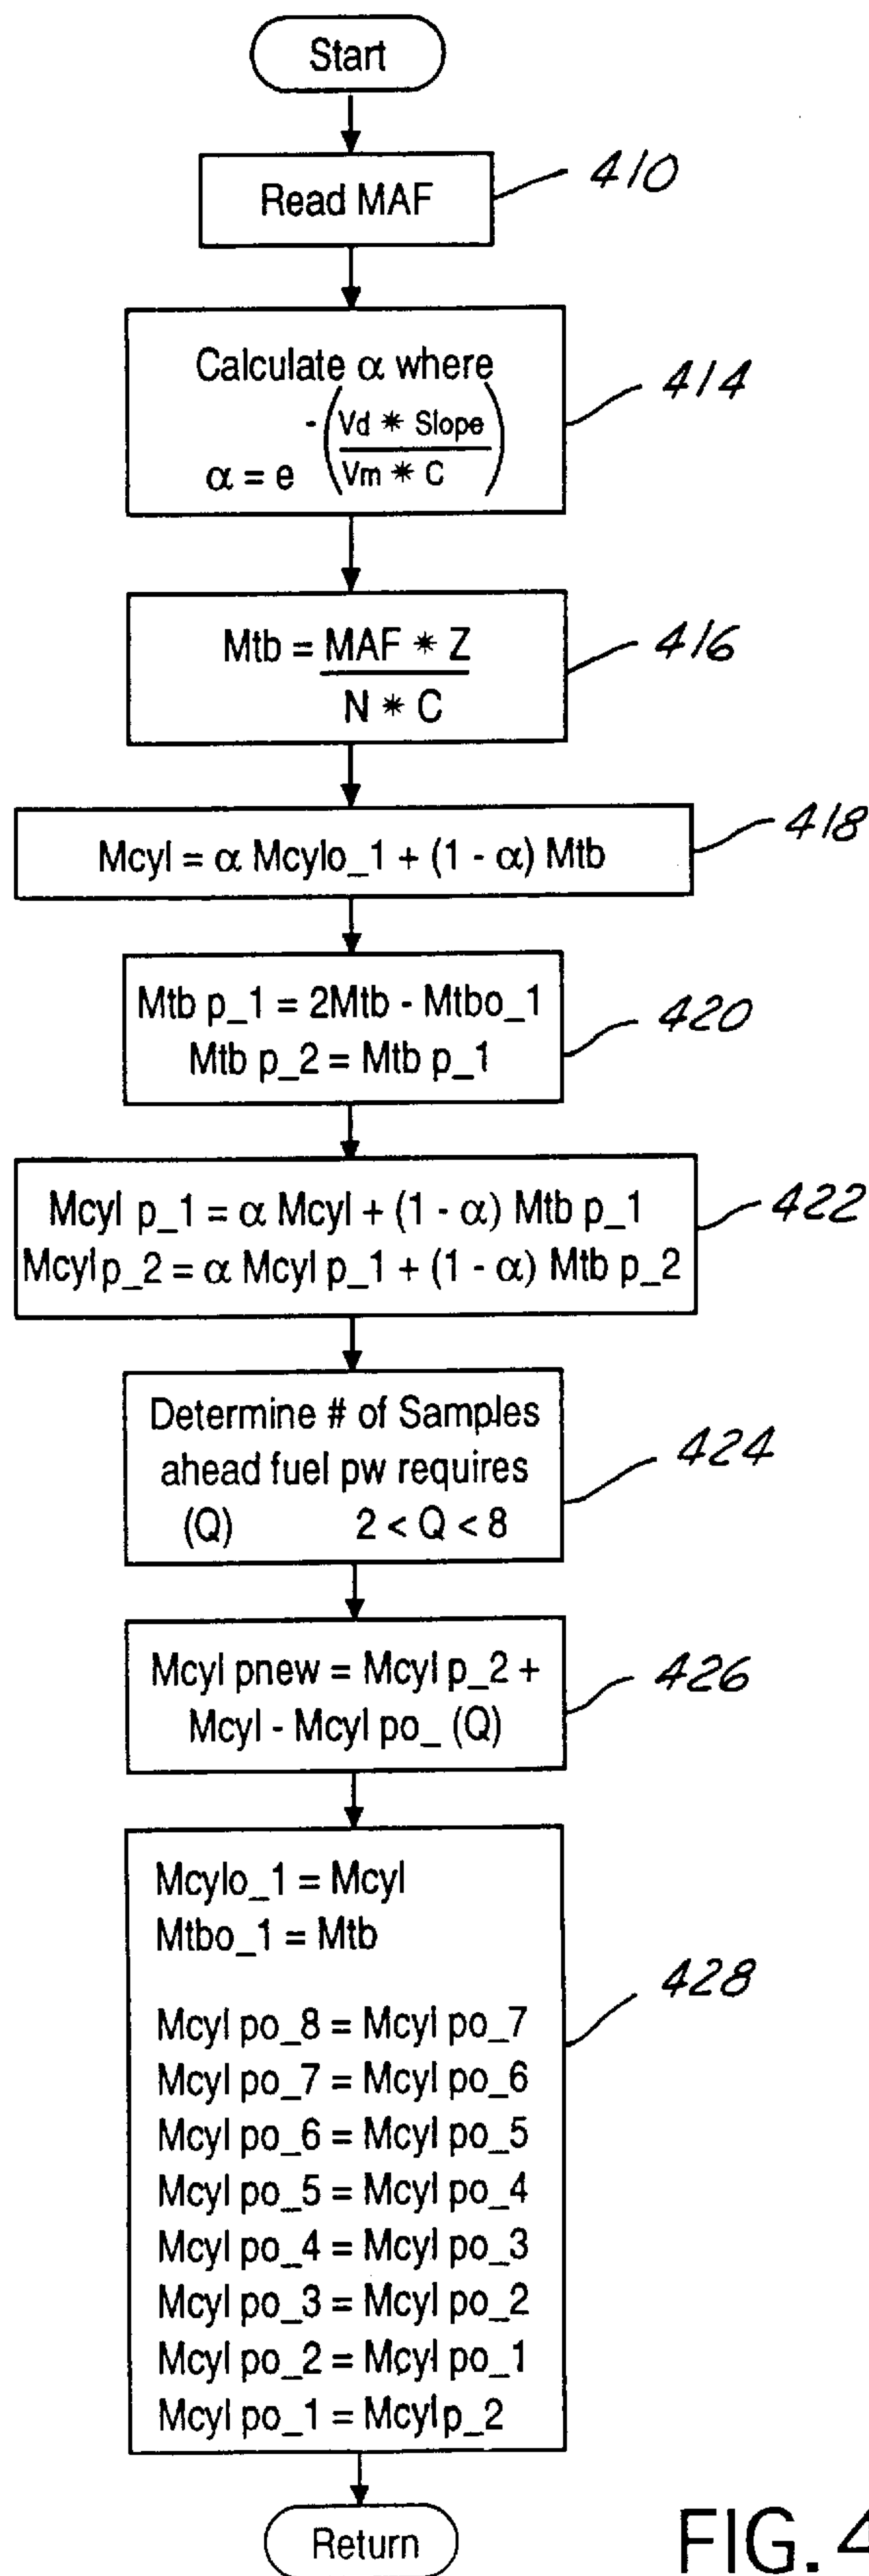 Start
Read MAF
410
Calculate α where
α = e -(Vd * Slope / Vm * C)
414
Mtb = MAF * Z / N * C
416
Mcyl = α Mcylo_1 + (1 - α) Mtb
418
Mtb p_1 = 2Mtb - Mtbo_1
Mtb p_2 = Mtb p_1
420
Mcyl p_1 = α Mcyl + (1 - α) Mtb p_1
Mcyl p_2 = α Mcyl p_1 + (1 - α) Mtb p_2
422
Determine # of Samples
ahead fuel pw requires
(Q) 2 < Q < 8
424
Mcyl pnew = Mcyl p_2 +
Mcyl - Mcyl po_ (Q)
426
Mcylo_1 = Mcyl
Mtbo_1 = Mtb
Mcyl po_8 = Mcyl po_7
Mcyl po_7 = Mcyl po_6
Mcyl po_6 = Mcyl po_5
Mcyl po_5 = Mcyl po_4
Mcyl po_4 = Mcyl po_3
Mcyl po_3 = Mcyl po_2
Mcyl po_2 = Mcyl po_1
Mcyl po_1 = Mcyl p_2
428
Return
FIG. 4